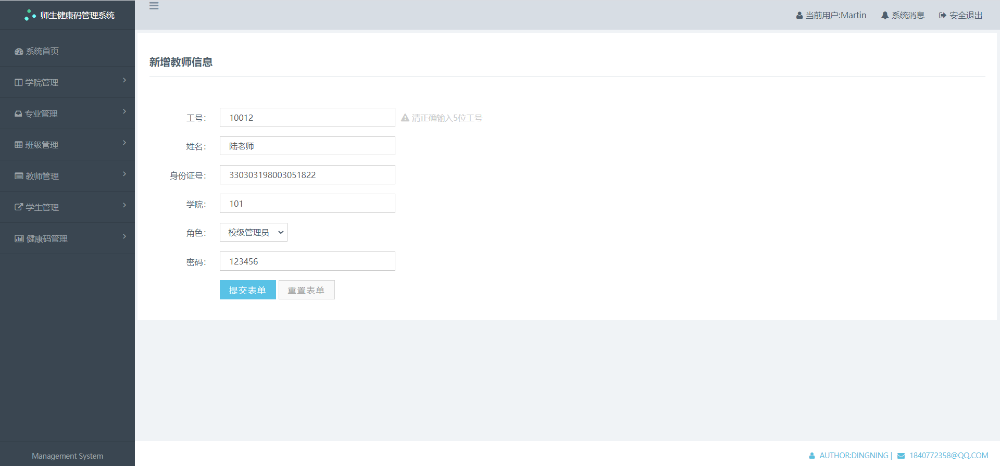 师生健康码管理系统
当前用户:Martin
系统消息
安全退出
系统首页
学院管理
专业管理
班级管理
教师管理
学生管理
健康码管理
Management System
新增教师信息
工号：
10012
清正确输入5位工号
姓名：
陆老师
身份证号：
330303198003051822
学院：
101
角色：
校级管理员
密码：
123456
提交表单
重置表单
AUTHOR:DINGNING |
1840772358@QQ.COM